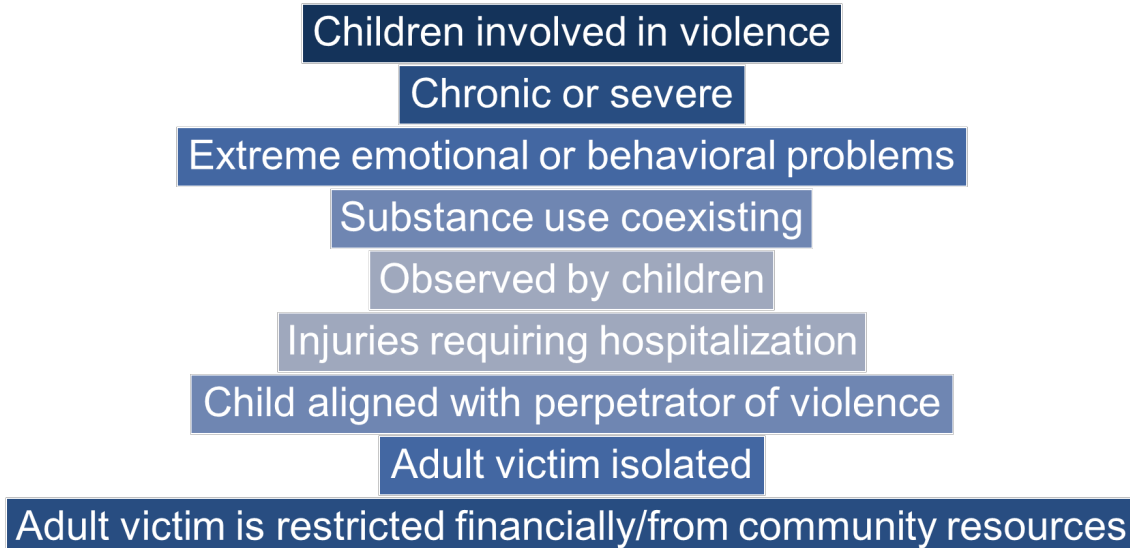 Children involved in violence
Chronic or severe
Extreme emotional or behavioral problems
Substance use coexisting
Observed by children
Injuries requiring hospitalization
Child aligned with perpetrator of violence
Adult victim isolated
Adult victim is restricted financially/from community resources